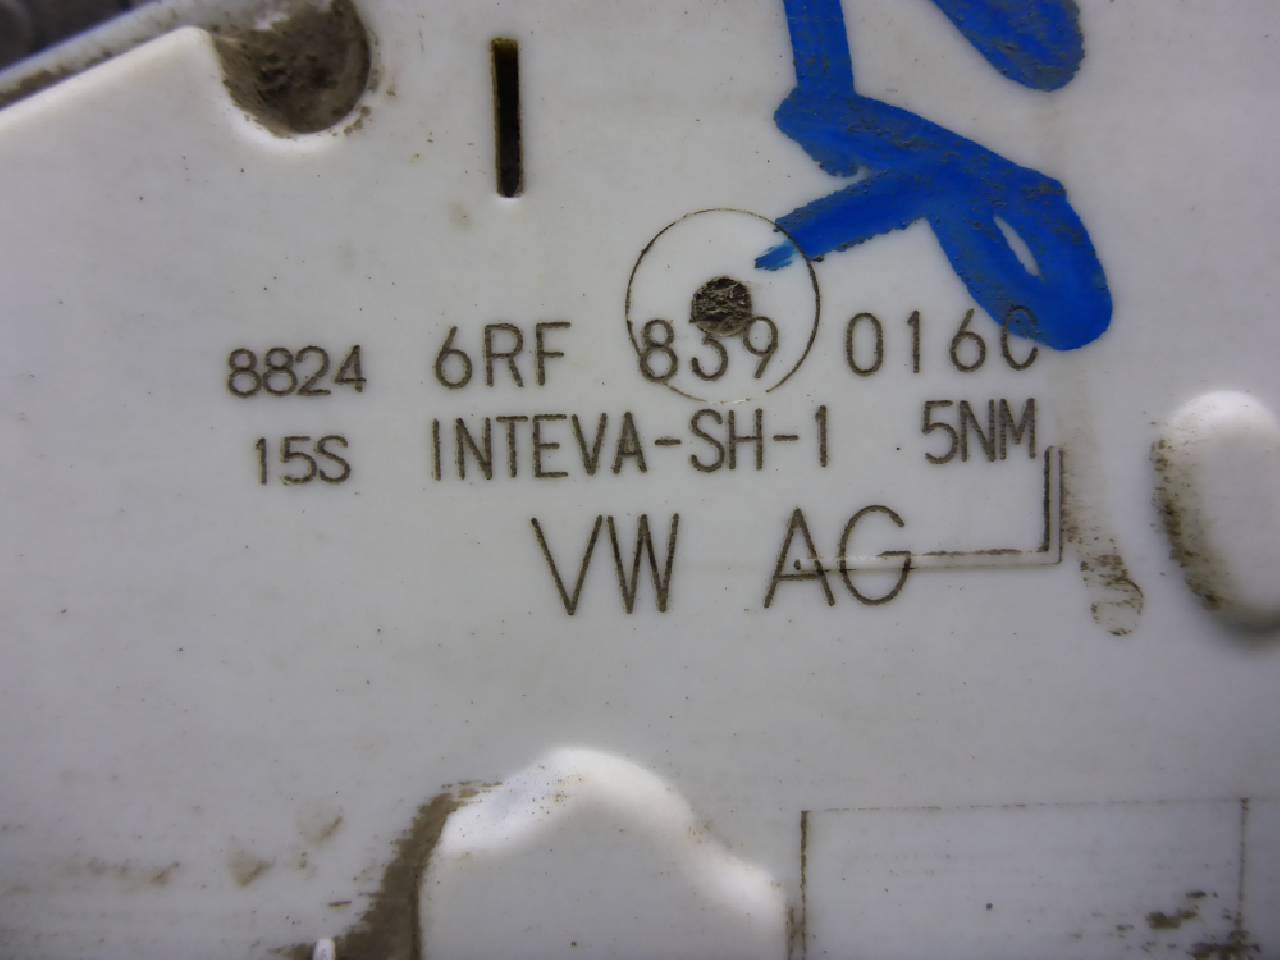 8824 6RF 839 016C
15S INTEVA-SH-1 5NM
VW AG